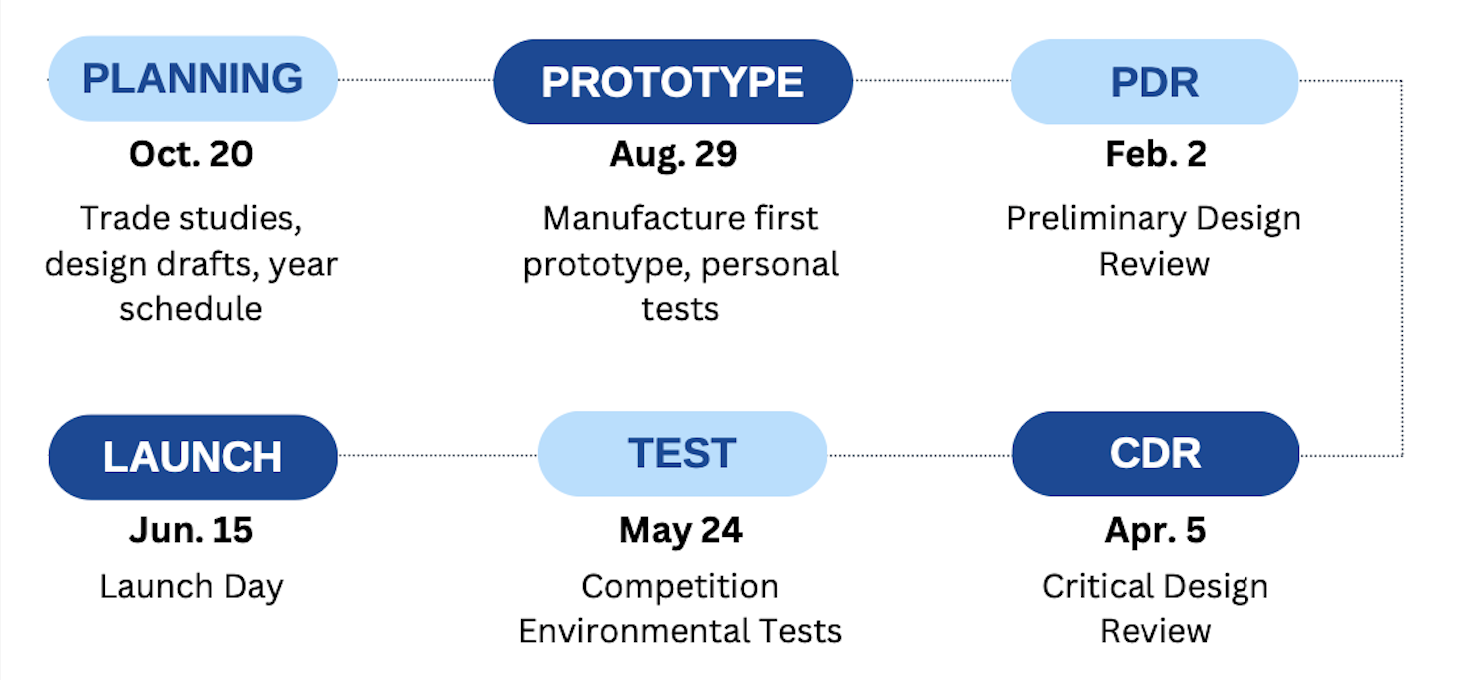 PLANNING
Oct. 20
Trade studies,
design drafts, year
schedule
PROTOTYPE
Aug. 29
Manufacture first
prototype, personal
tests
PDR
Feb. 2
Preliminary Design
Review
CDR
Apr. 5
Critical Design
Review
TEST
May 24
Competition
Environmental Tests
LAUNCH
Jun. 15
Launch Day